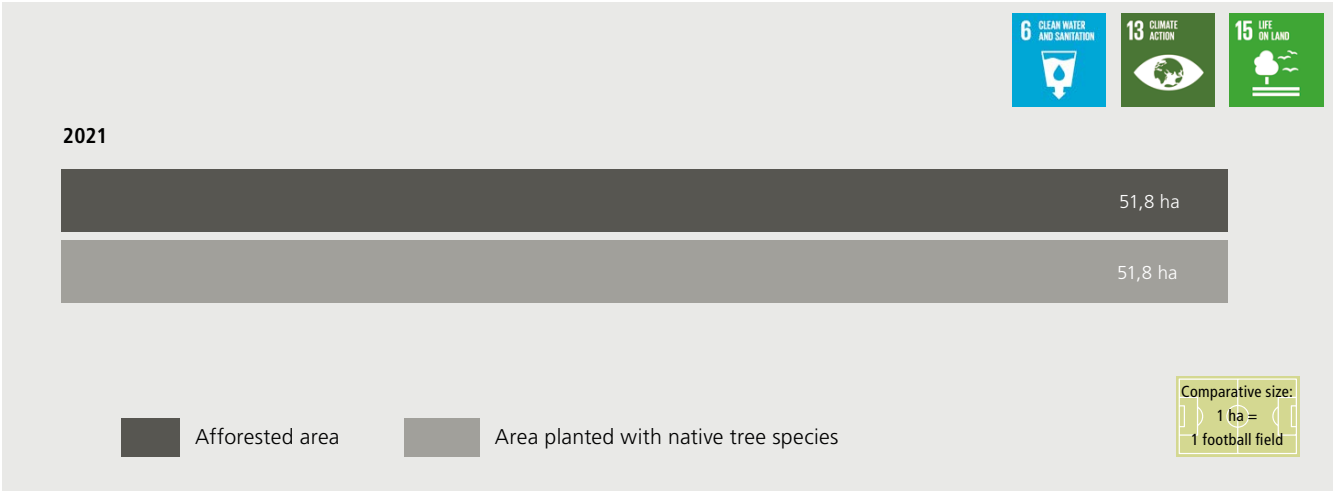 6 CLEAN WATER
AND SANITATION
13 CLIMATE
ACTION
15 LIFE
ON LAND
2021
51,8 ha
51,8 ha
Afforested area
Area planted with native tree species
Comparative size:
1 ha =
1 football field